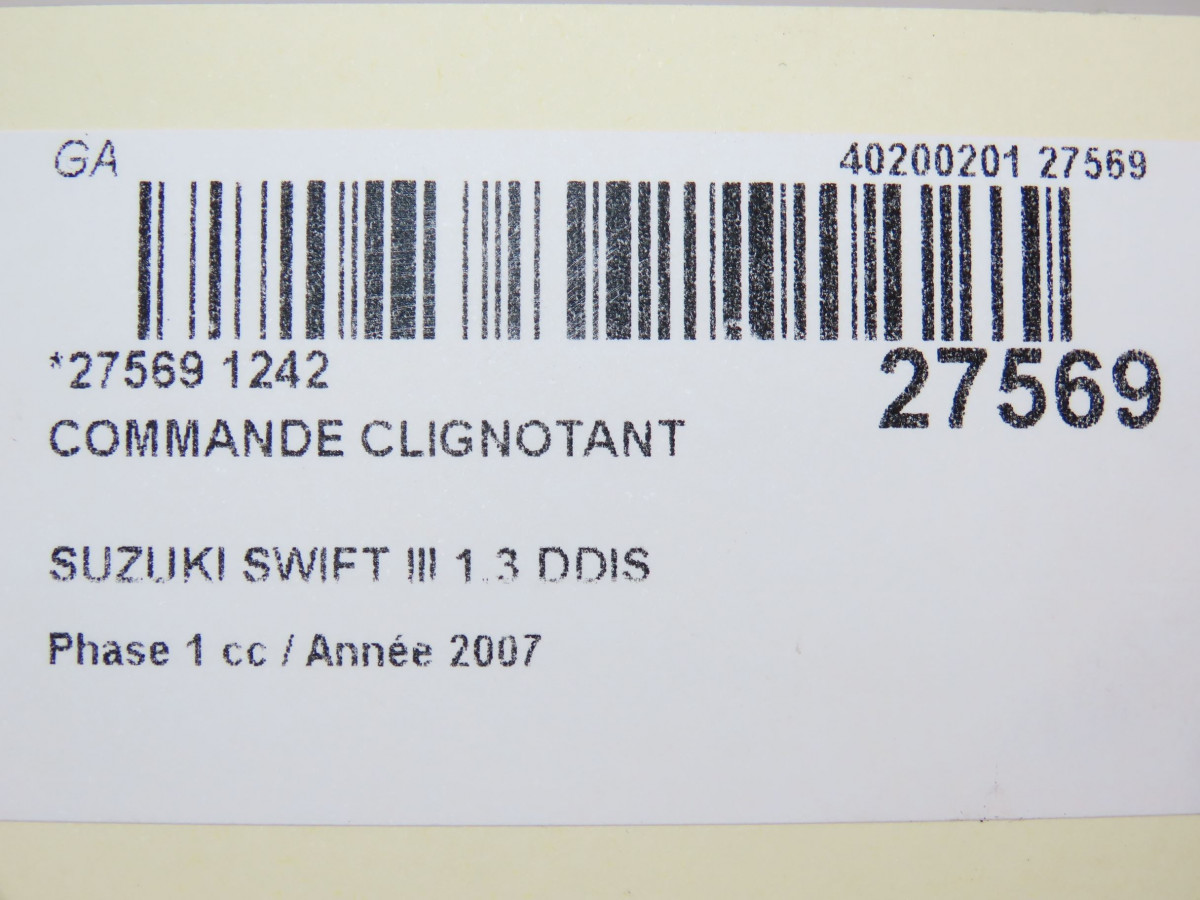 GA 40200201 27569
*27569 1242 27569
COMMANDE CLIGNOTANT
SUZUKI SWIFT III 1.3 DDIS
Phase 1 cc / Année 2007